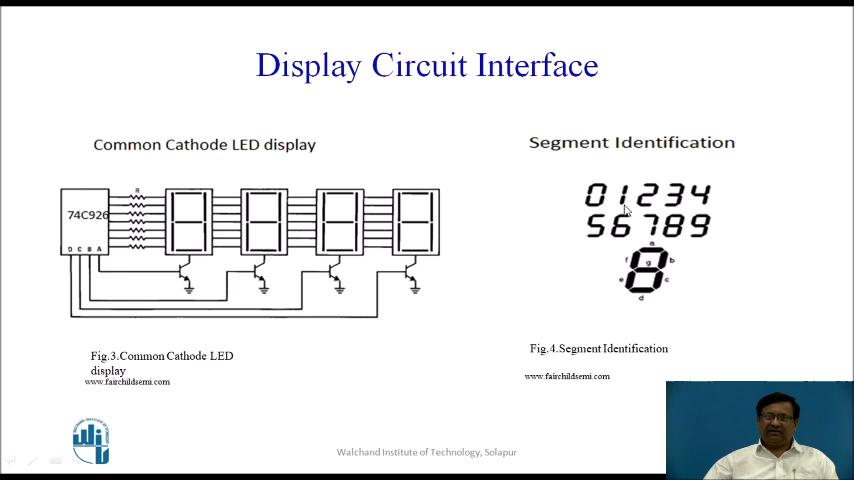 Display Circuit Interface
Common Cathode LED display
Segment Identification
R
74C926
D C B A
0 1 2 3 4
5 6 7 8 9
a
f g b
e c
d
Fig.3.Common Cathode LED
display
www.fairchildsemi.com
Fig.4.Segment Identification
www.fairchildsemi.com
Walchand Institute of Technology, Solapur